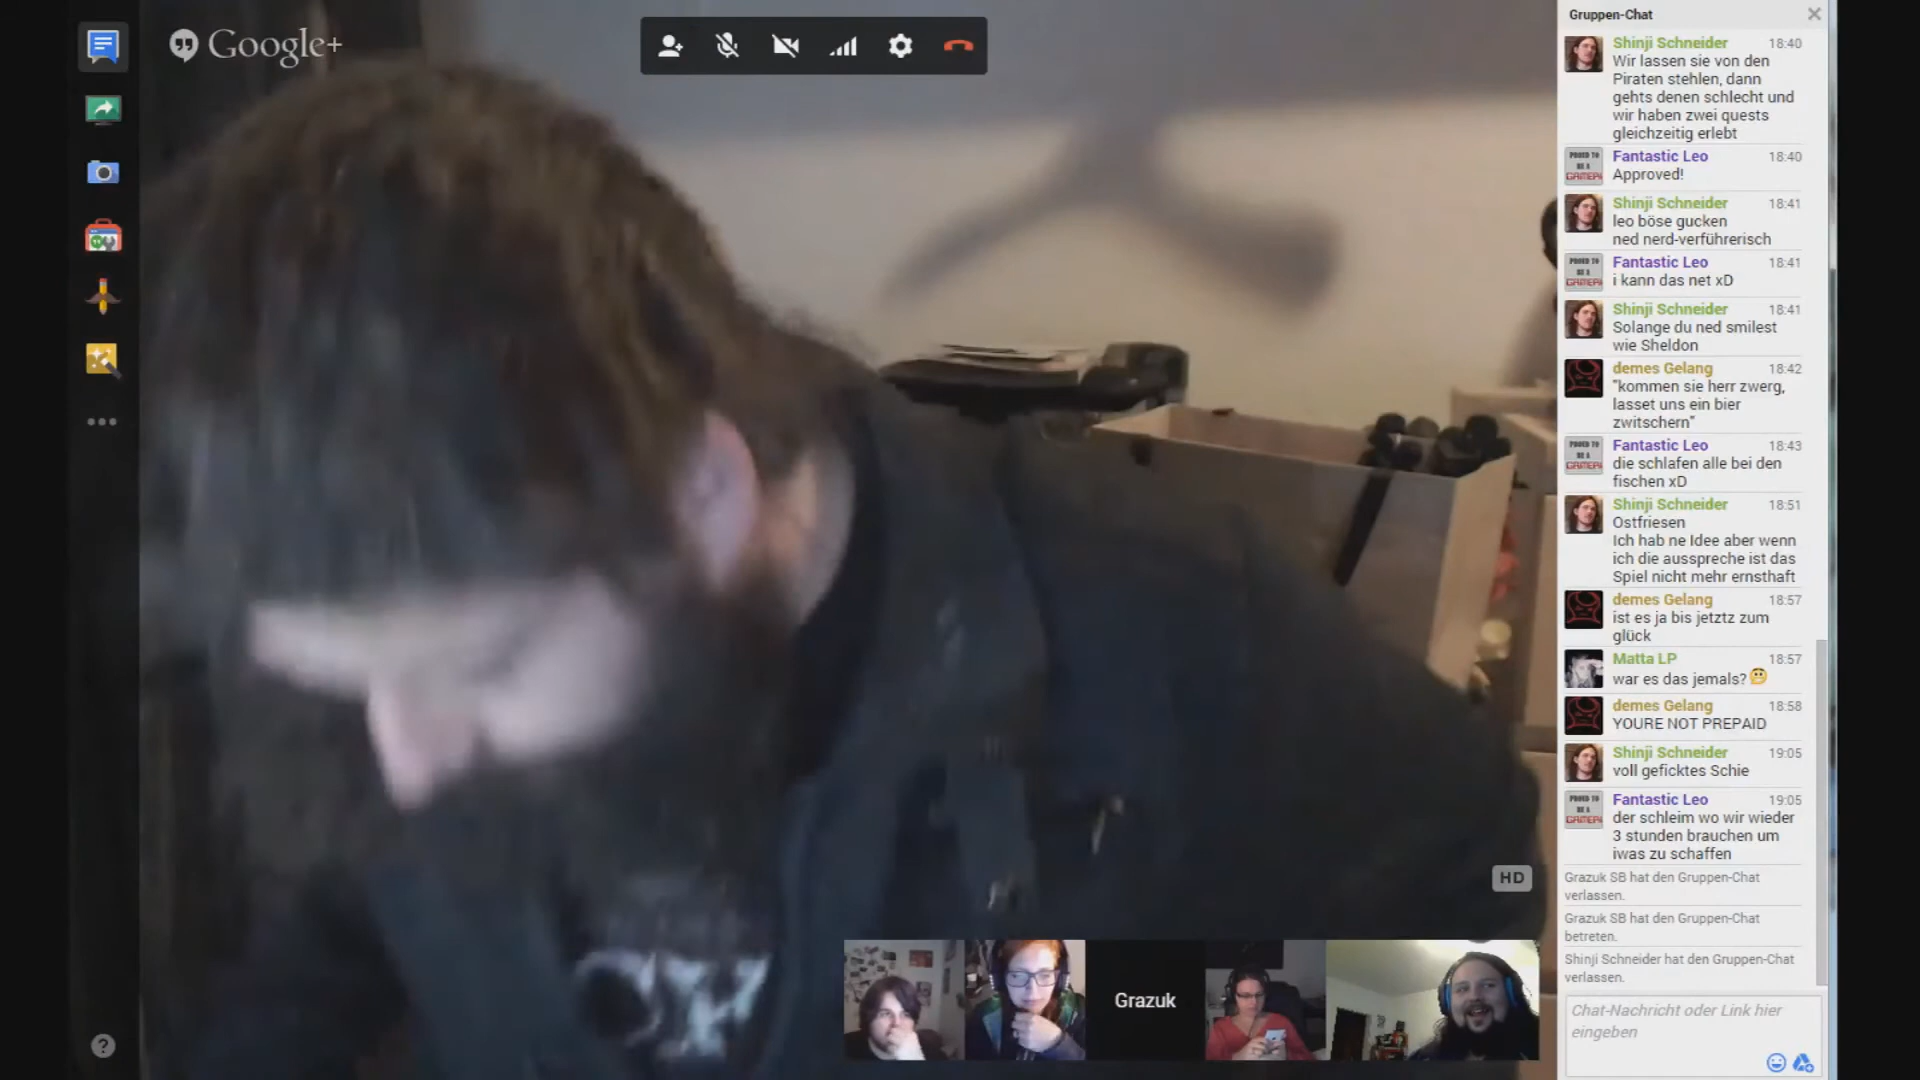 Google+
Gruppen-Chat
Shinji Schneider 18:40
Wir lassen sie von den
Piraten stehlen, dann
gehts denen schlecht und
wir haben zwei quests
gleichzeitig erlebt
Fantastic Leo 18:40
Approved!
Shinji Schneider 18:41
leo böse gucken
ned nerd-verführerisch
Fantastic Leo 18:41
i kann das net xD
Shinji Schneider 18:41
Solange du ned smilest
wie Sheldon
demes Gelang 18:42
"kommen sie herr zwerg,
lasset uns ein bier
zwitschern"
Fantastic Leo 18:43
die schlafen alle bei den
fischen xD
Shinji Schneider 18:51
Ostfriesen
Ich hab ne Idee aber wenn
ich die ausspreche ist das
Spiel nicht mehr ernsthaft
demes Gelang 18:57
ist es ja bis jetztz zum
glück
Matta LP 18:57
war es das jemals?
demes Gelang 18:58
YOURE NOT PREPAID
Shinji Schneider 19:05
voll geficktes Schie
Fantastic Leo 19:05
der schleim wo wir wieder
3 stunden brauchen um
iwas zu schaffen
Grazuk SB hat den Gruppen-Chat
verlassen.
Grazuk SB hat den Gruppen-Chat
betreten.
Shinji Schneider hat den Gruppen-Chat
verlassen.
Chat-Nachricht oder Link hier
eingeben
HD
Grazuk